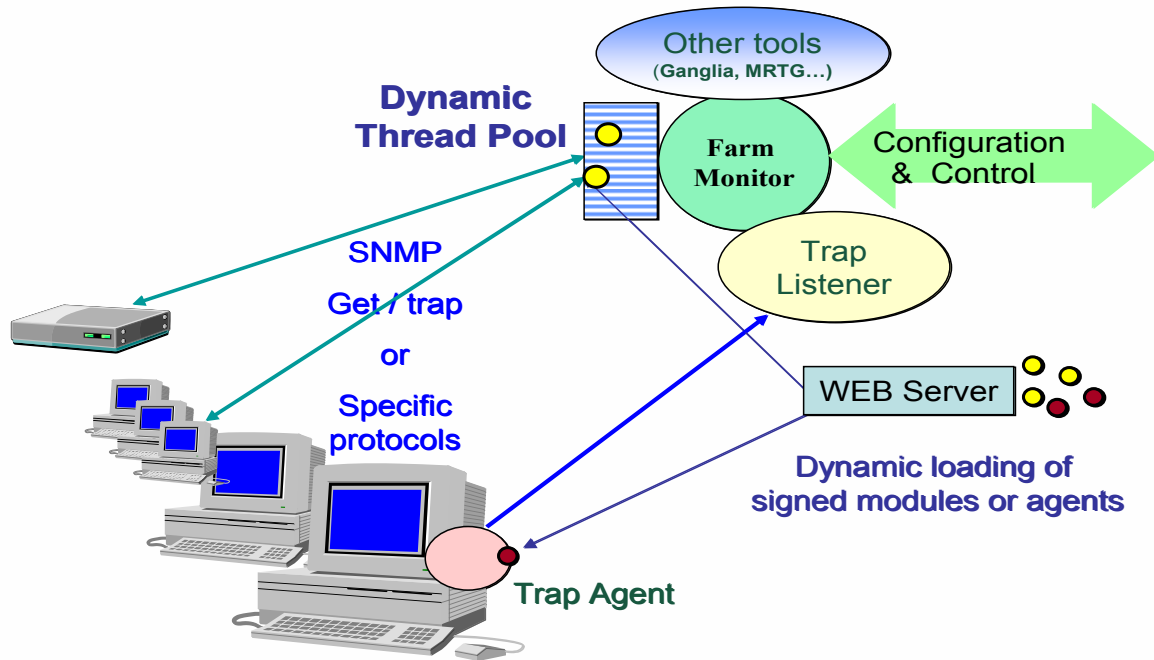 Other tools
(Ganglia, MRTG…)
Dynamic
Thread Pool
Farm
Monitor
Configuration
& Control
SNMP
Get / trap
or
Specific
protocols
Trap
Listener
WEB Server
Dynamic loading of
signed modules or agents
Trap Agent